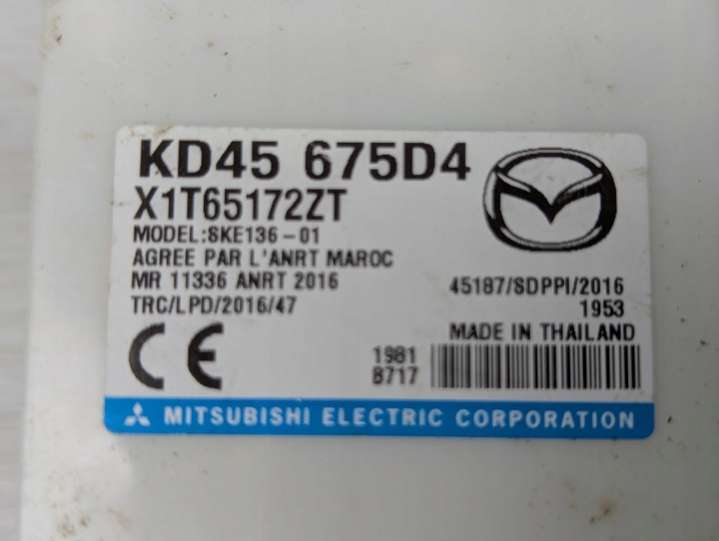 KD45 675D4
X1T65172ZT
MODEL:SKE136-01
AGREE PAR L'ANRT MAROC
MR 11336 ANRT 2016
TRC/LPD/2016/47
45187/SDPPI/2016
1953
MADE IN THAILAND
CE
1981
8717
MITSUBISHI ELECTRIC CORPORATION